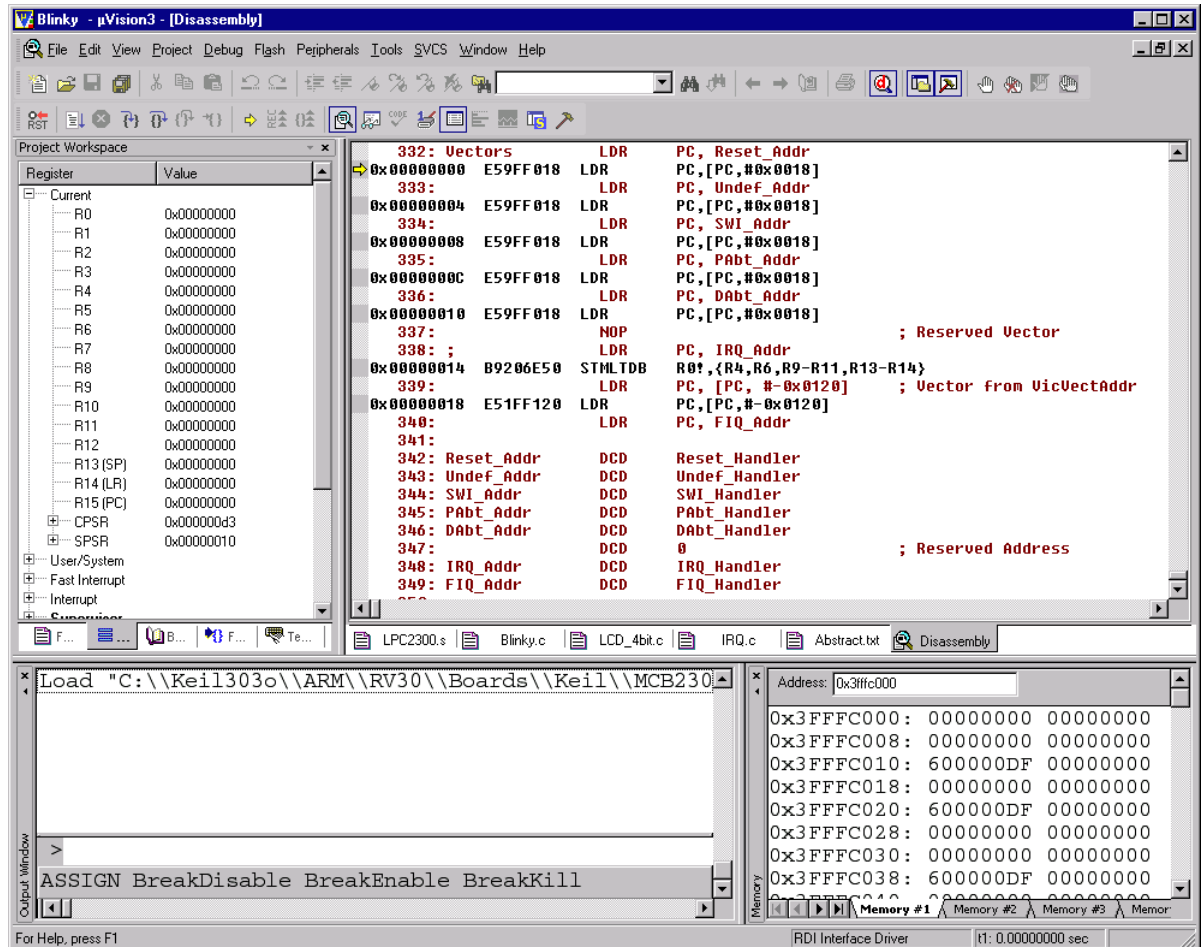 Blinky - µVision3 - [Disassembly]
File Edit View Project Debug Flash Peripherals Tools SVCS Window Help
RST CODE
Project Workspace
Register Value
Current
R0 0x00000000
R1 0x00000000
R2 0x00000000
R3 0x00000000
R4 0x00000000
R5 0x00000000
R6 0x00000000
R7 0x00000000
R8 0x00000000
R9 0x00000000
R10 0x00000000
R11 0x00000000
R12 0x00000000
R13 (SP) 0x00000000
R14 (LR) 0x00000000
R15 (PC) 0x00000000
CPSR 0x000000d3
SPSR 0x00000010
User/System
Fast Interrupt
Interrupt
Supervisor
F... ... B... F... Te...
332: Vectors LDR PC, Reset_Addr
0x00000000 E59FF018 LDR PC,[PC,#0x0018]
333: LDR PC, Undef_Addr
0x00000004 E59FF018 LDR PC,[PC,#0x0018]
334: LDR PC, SWI_Addr
0x00000008 E59FF018 LDR PC,[PC,#0x0018]
335: LDR PC, PAbt_Addr
0x0000000C E59FF018 LDR PC,[PC,#0x0018]
336: LDR PC, DAbt_Addr
0x00000010 E59FF018 LDR PC,[PC,#0x0018]
337: NOP ; Reserved Vector
338: ; LDR PC, IRQ_Addr
0x00000014 B9206E50 STMLTDB R0!,{R4,R6,R9-R11,R13-R14}
339: LDR PC, [PC, #-0x0120] ; Vector from VicVectAddr
0x00000018 E51FF120 LDR PC,[PC,#-0x0120]
340: LDR PC, FIQ_Addr
341:
342: Reset_Addr DCD Reset_Handler
343: Undef_Addr DCD Undef_Handler
344: SWI_Addr DCD SWI_Handler
345: PAbt_Addr DCD PAbt_Handler
346: DAbt_Addr DCD DAbt_Handler
347: DCD 0 ; Reserved Address
348: IRQ_Addr DCD IRQ_Handler
349: FIQ_Addr DCD FIQ_Handler
LPC2300.s Blinky.c LCD_4bit.c IRQ.c Abstract.txt Disassembly
Load "C:\\Keil303o\\ARM\\RV30\\Boards\\Keil\\MCB230
>
ASSIGN BreakDisable BreakEnable BreakKill
Output Window
Address: 0x3fffc000
0x3FFFC000: 00000000 00000000
0x3FFFC008: 00000000 00000000
0x3FFFC010: 600000DF 00000000
0x3FFFC018: 00000000 00000000
0x3FFFC020: 600000DF 00000000
0x3FFFC028: 00000000 00000000
0x3FFFC030: 00000000 00000000
0x3FFFC038: 600000DF 00000000
Memory #1 Memory #2 Memory #3 Memor
Memory
For Help, press F1 RDI Interface Driver t1: 0.00000000 sec